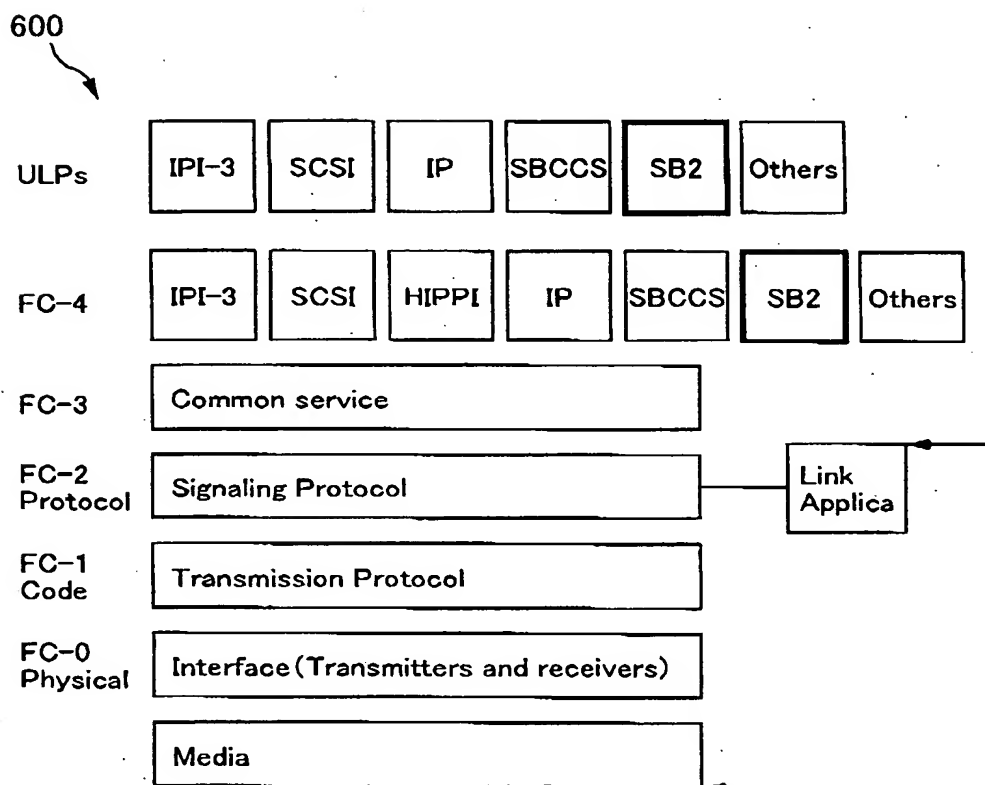 600
ULPs IPI-3 SCSI IP SBCCS SB2 Others
FC-4 IPI-3 SCSI HIPPI IP SBCCS SB2 Others
FC-3 Common service
FC-2
Protocol
Signaling Protocol
Link
Applica
FC-1
Code
Transmission Protocol
FC-0
Physical
Interface(Transmitters and receivers)
Media